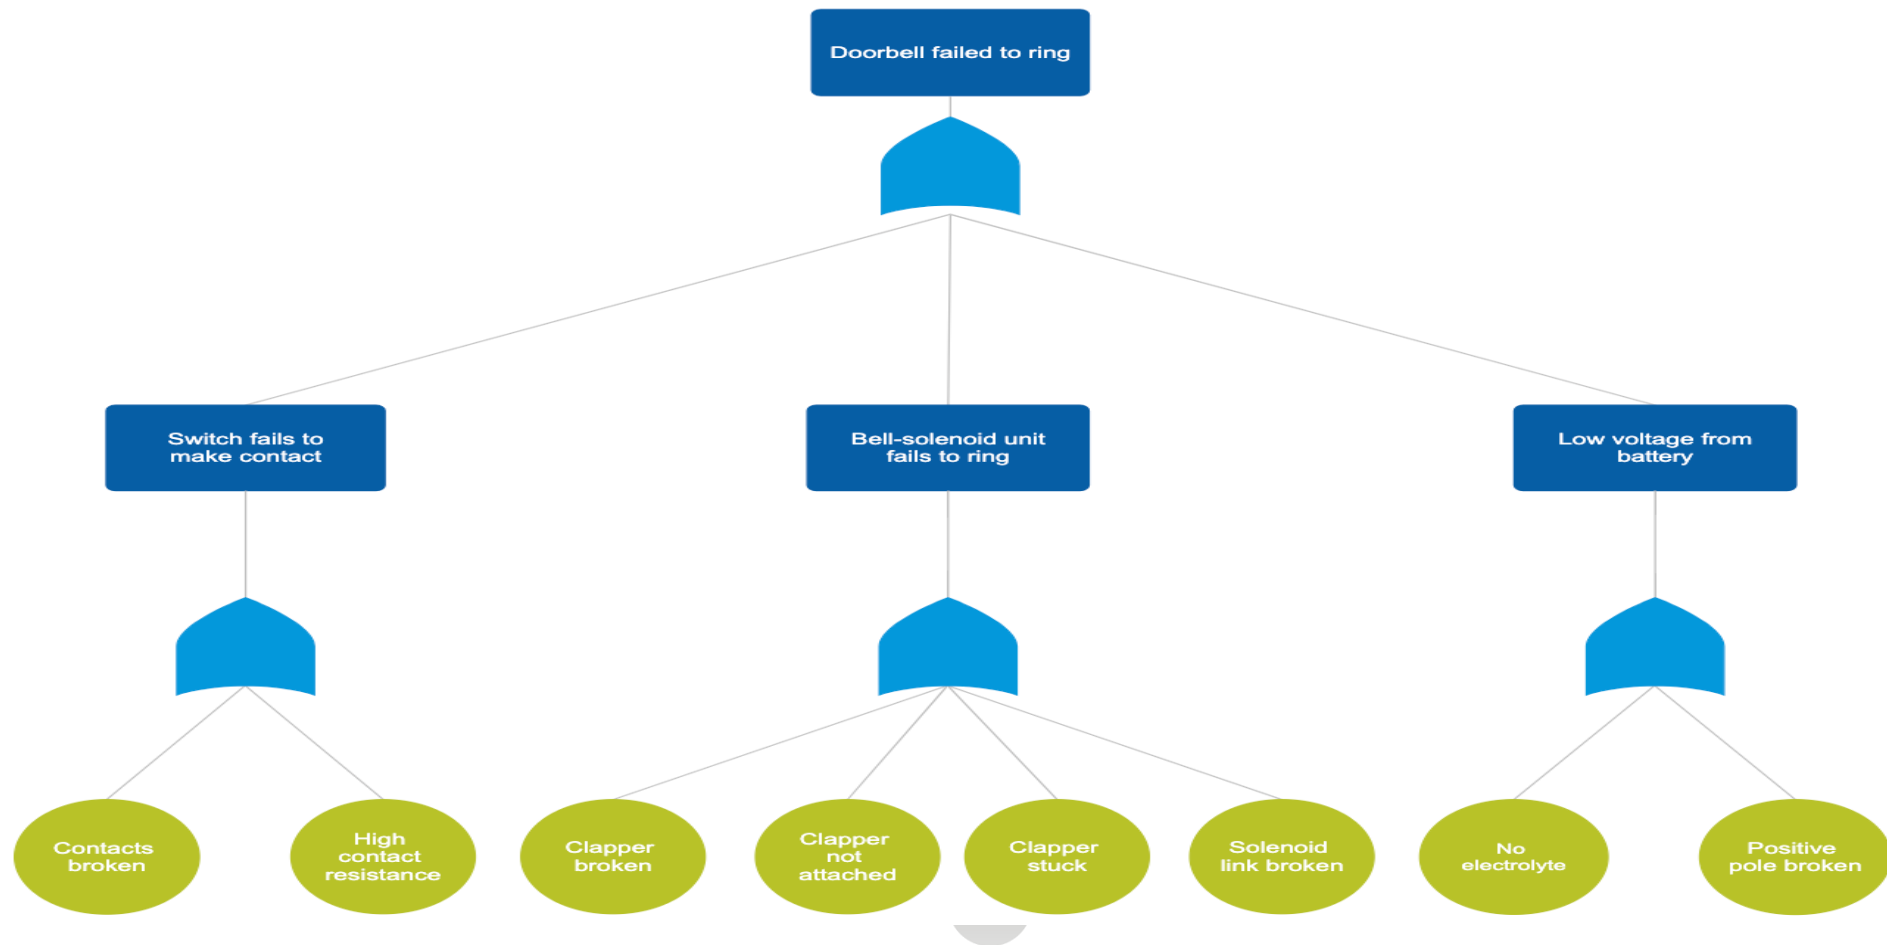 Doorbell failed to ring
Switch fails to
make contact
Bell-solenoid unit
fails to ring
Low voltage from
battery
Contacts
broken
High
contact
resistance
Clapper
broken
Clapper
not
attached
Clapper
stuck
Solenoid
link broken
No
electrolyte
Positive
pole broken